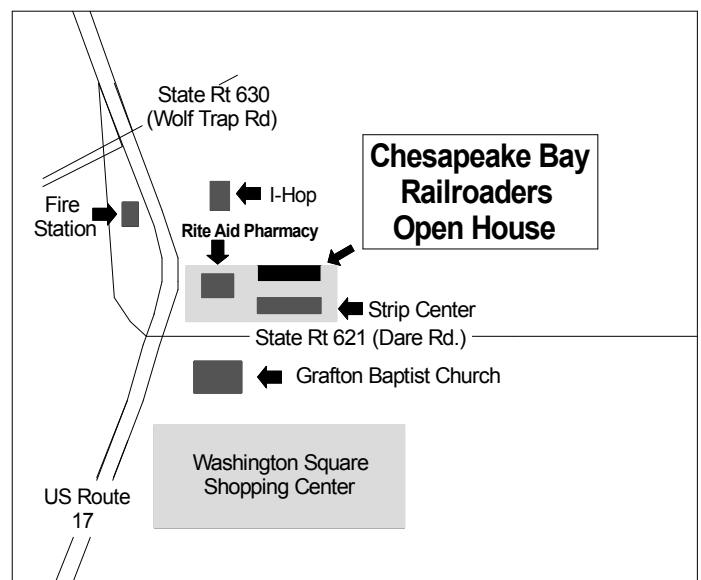 State Rt 630
(Wolf Trap Rd)
Chesapeake Bay
Railroaders
Open House
I-Hop
Fire
Station
Rite Aid Pharmacy
Strip Center
State Rt 621 (Dare Rd.)
Grafton Baptist Church
Washington Square
Shopping Center
US Route
17